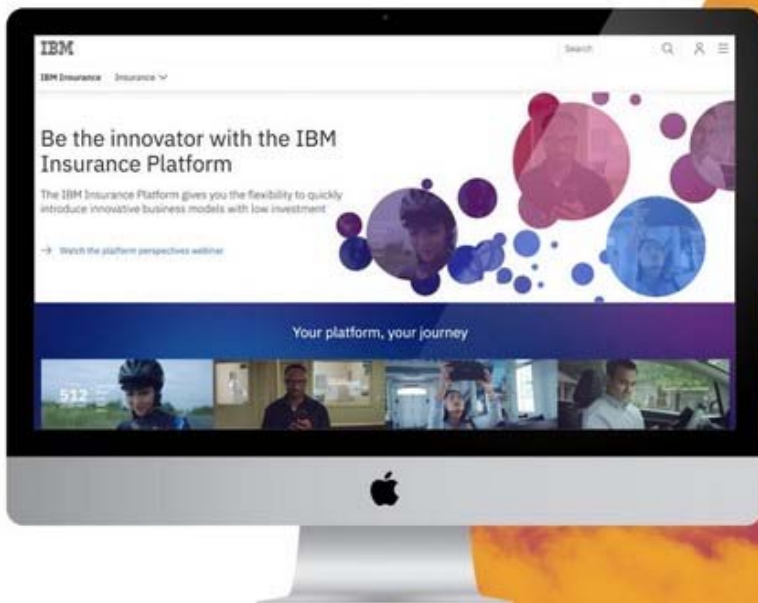 IBM
Search
IBM Insurance Insurance
Be the innovator with the IBM
Insurance Platform
The IBM Insurance Platform gives you the flexibility to quickly
introduce innovative business models with low investment
→ Watch the platform perspectives webinar
Your platform, your journey
512